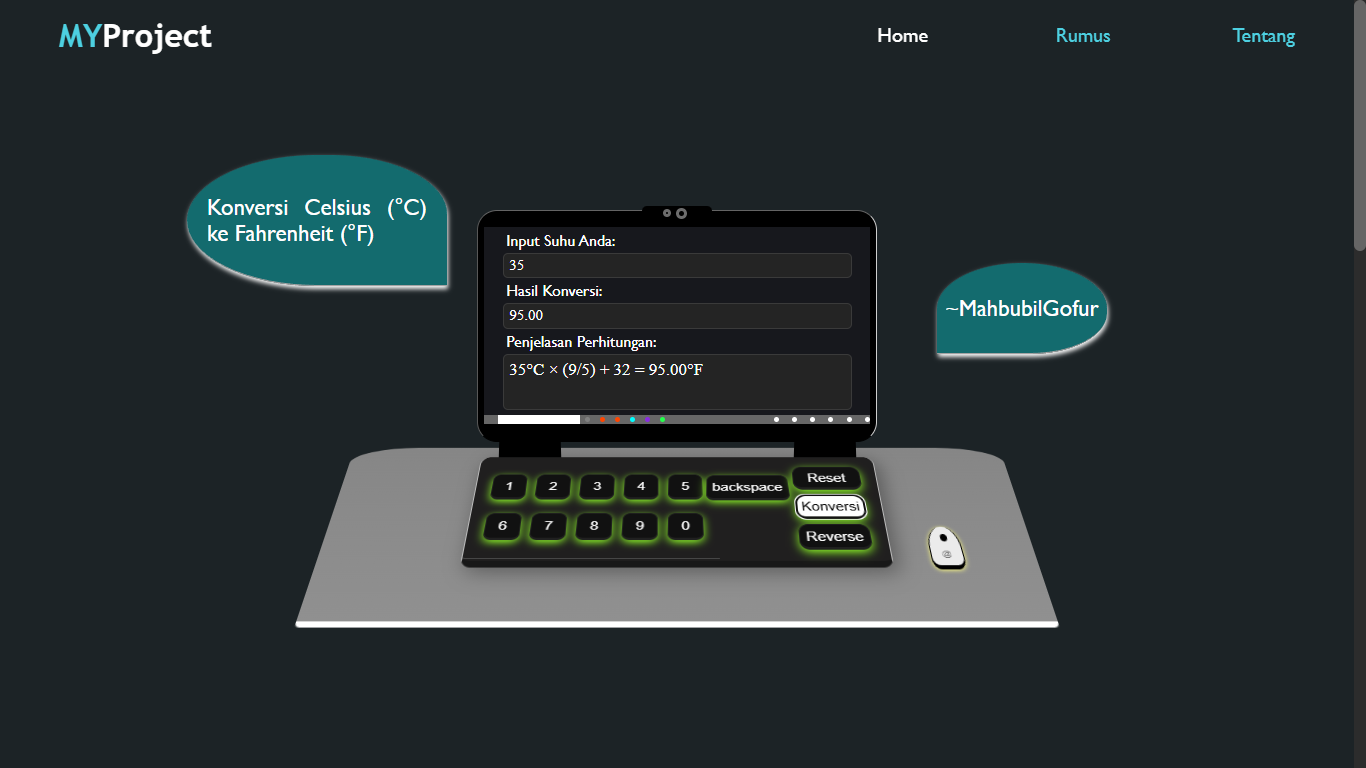 MYProject
Home
Rumus
Tentang
Konversi Celsius (°C)
ke Fahrenheit (°F)
~MahbubilGofur
Input Suhu Anda:
35
Hasil Konversi:
95.00
Penjelasan Perhitungan:
35°C × (9/5) + 32 = 95.00°F
1 2 3 4 5 backspace
Reset
Konversi
6 7 8 9 0
Reverse